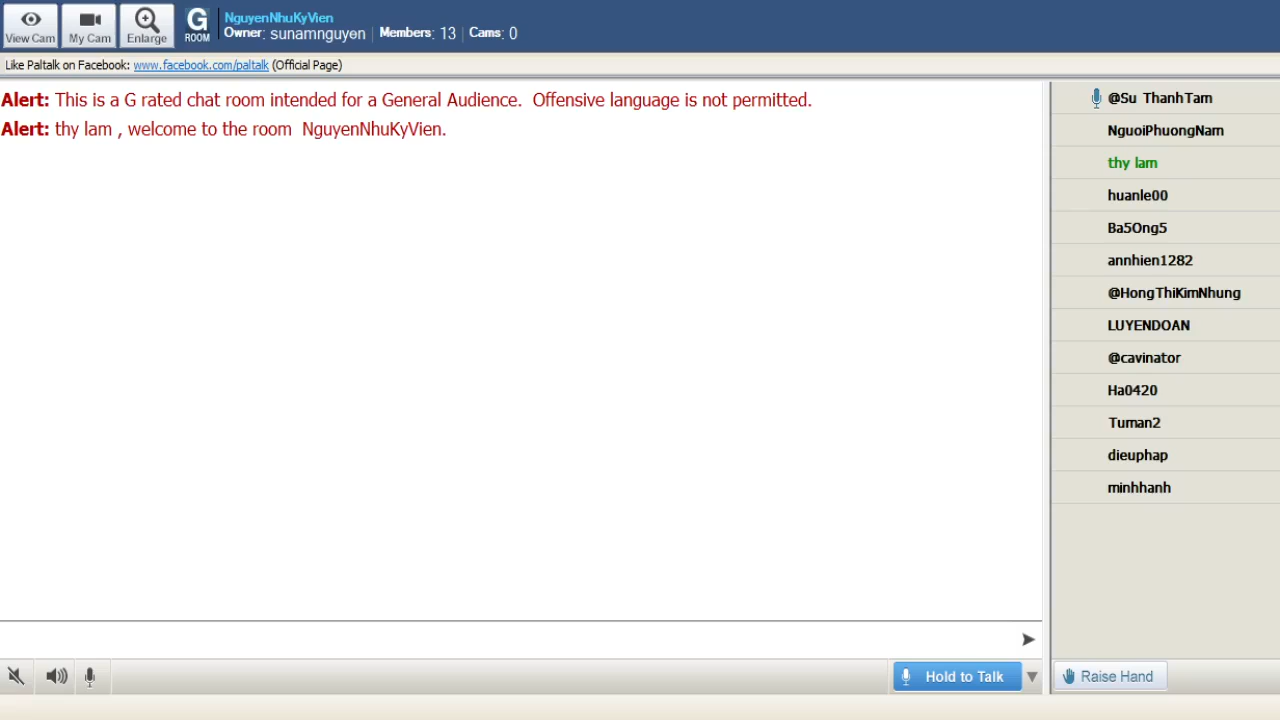 View Cam
My Cam
Enlarge
G
ROOM
NguyenNhuKyVien
Owner: sunamnguyen | Members: 13 | Cams: 0
Like Paltalk on Facebook: www.facebook.com/paltalk (Official Page)
Alert: This is a G rated chat room intended for a General Audience.  Offensive language is not permitted.
Alert: thy lam , welcome to the room  NguyenNhuKyVien.
@Su ThanhTam
NguoiPhuongNam
thy lam
huanle00
Ba5Ong5
annhien1282
@HongThiKimNhung
LUYENDOAN
@cavinator
Ha0420
Tuman2
dieuphap
minhhanh
Hold to Talk
Raise Hand